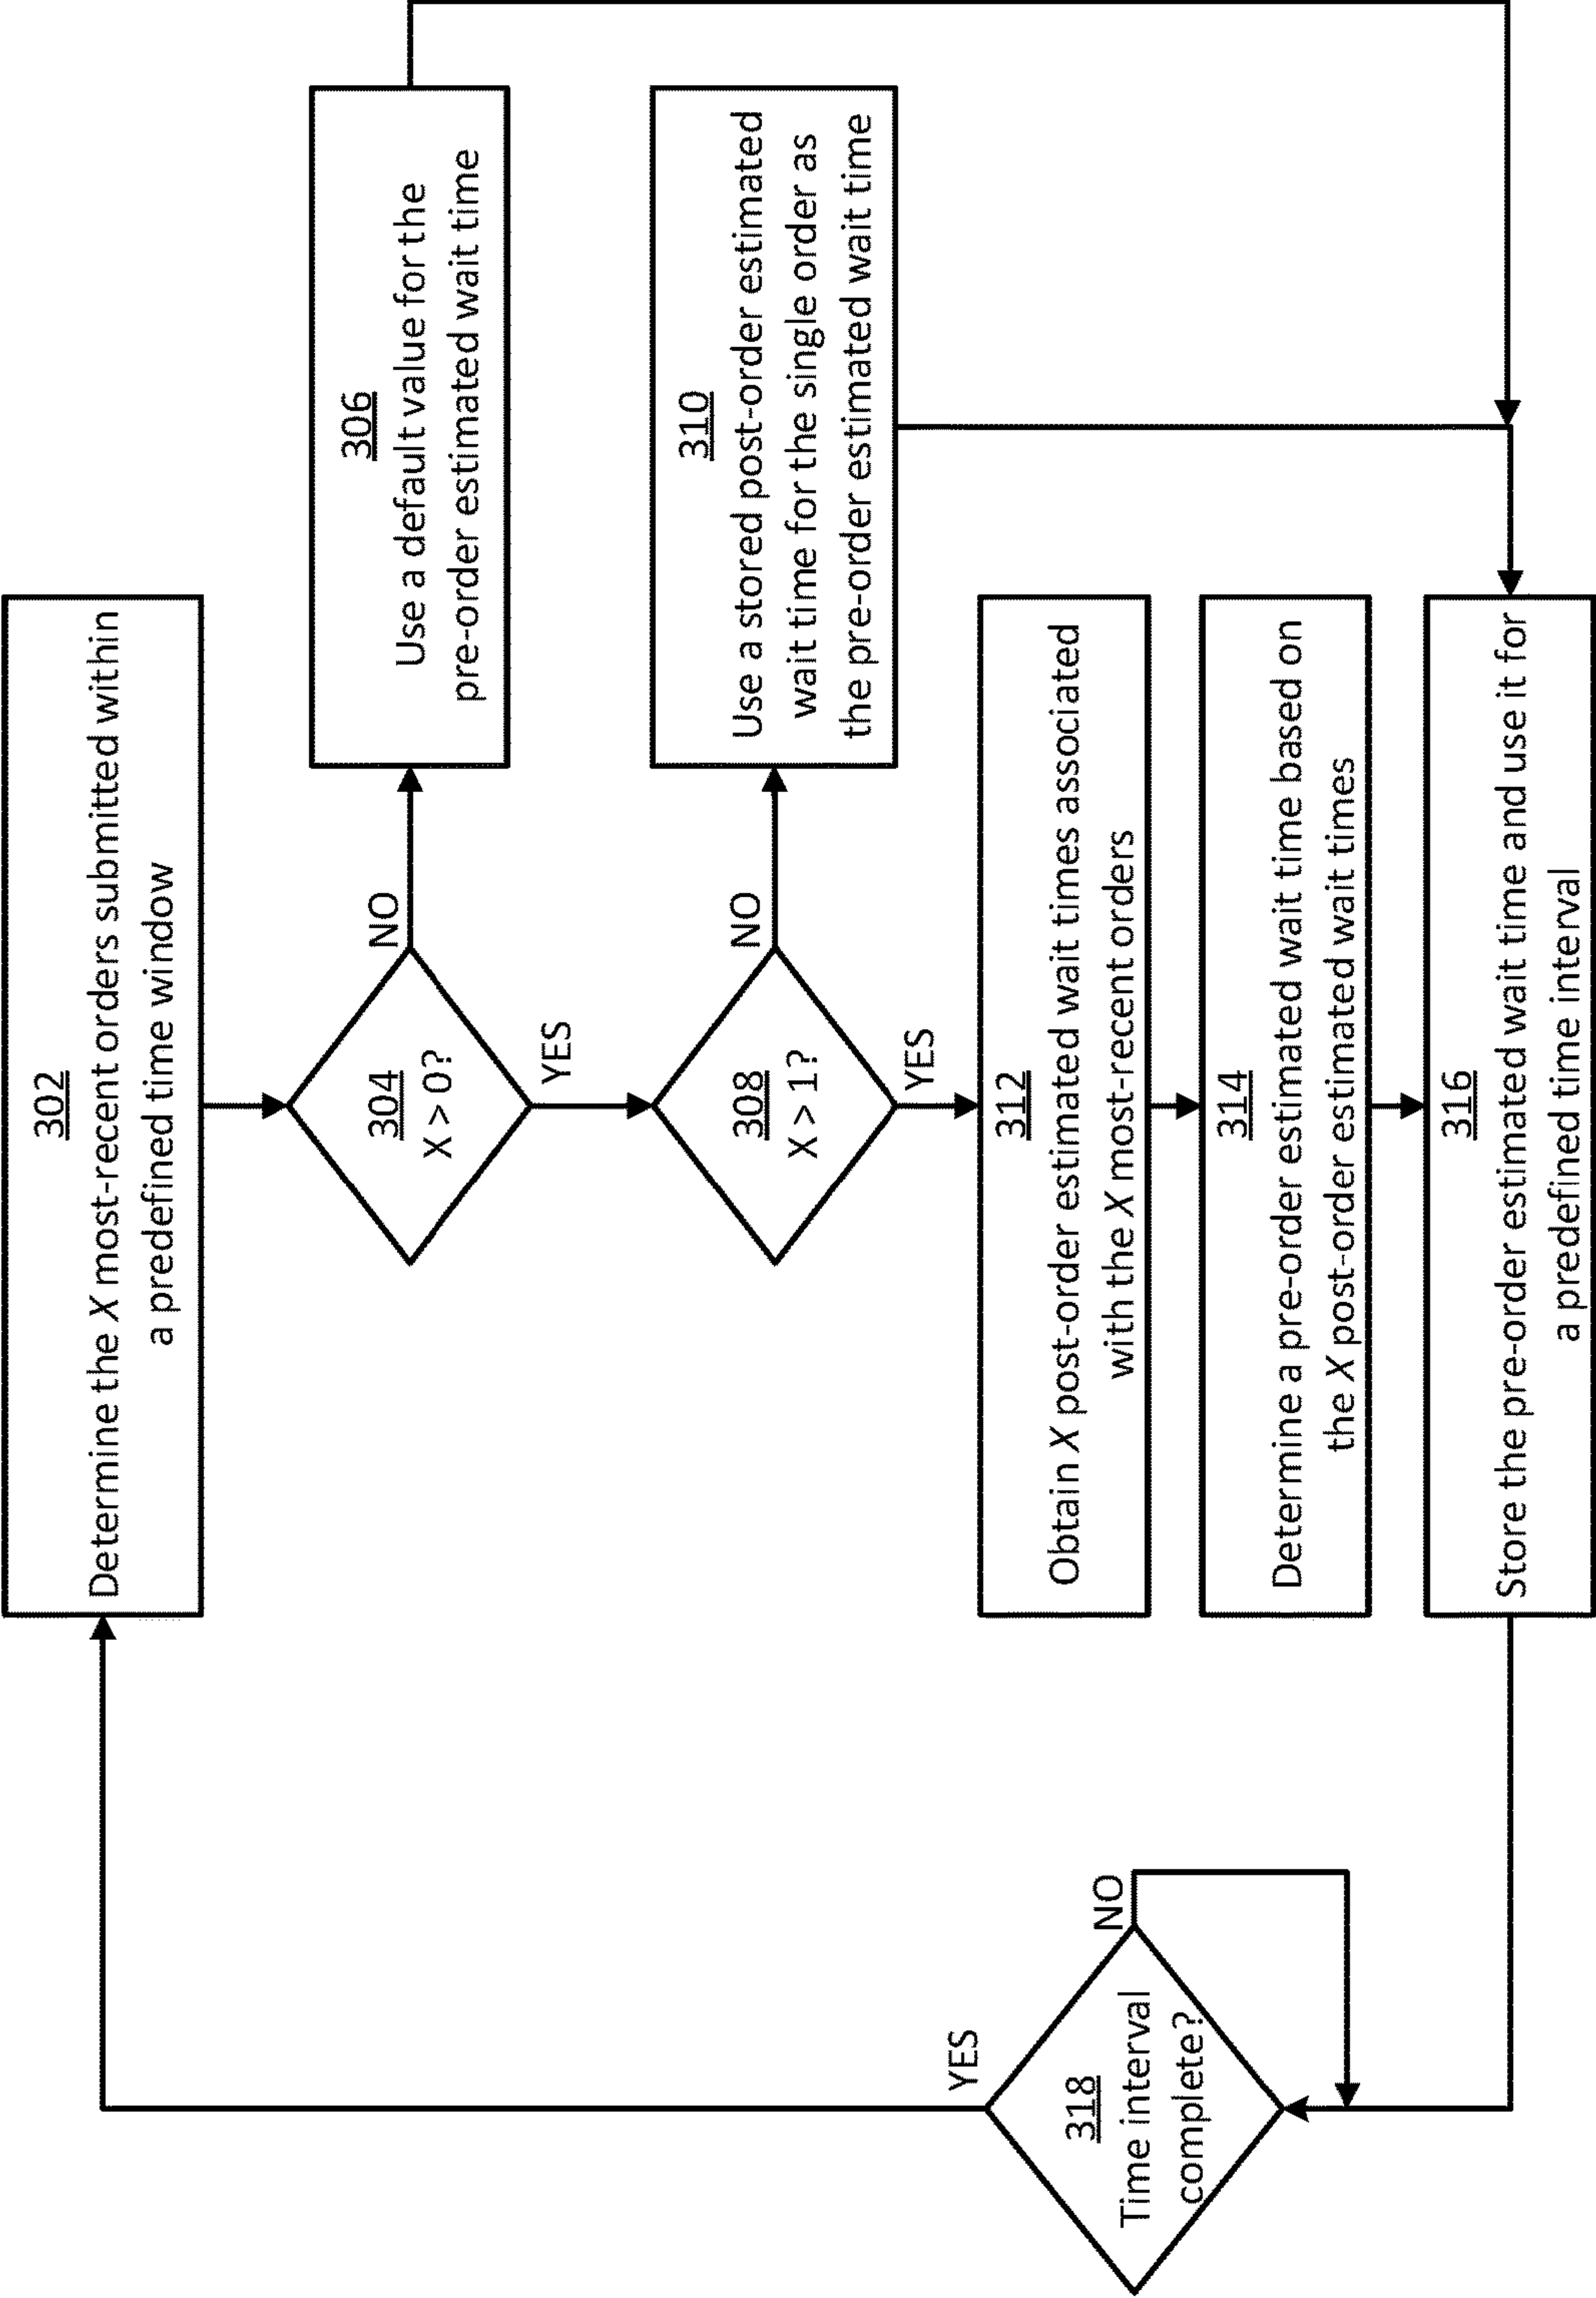 302
Determine the X most-recent orders submitted within
a predefined time window
304
X > 0?
NO
YES
306
Use a default value for the
pre-order estimated wait time
308
X > 1?
NO
YES
310
Use a stored post-order estimated
wait time for the single order as
the pre-order estimated wait time
312
Obtain X post-order estimated wait times associated
with the X most-recent orders
314
Determine a pre-order estimated wait time based on
the X post-order estimated wait times
316
Store the pre-order estimated wait time and use it for
a predefined time interval
318
Time interval
complete?
YES
NO